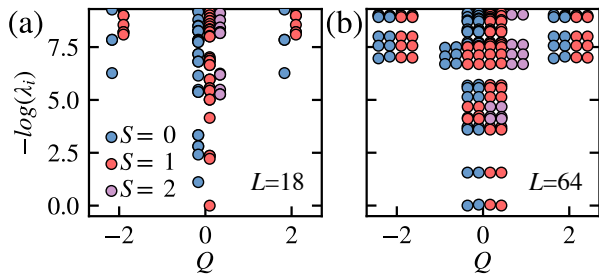 (a)
(b)
−log(λᵢ)
7.5
5.0
2.5
0.0
S = 0
S = 1
S = 2
L=18
L=64
−2
0
2
−2
0
2
Q
Q